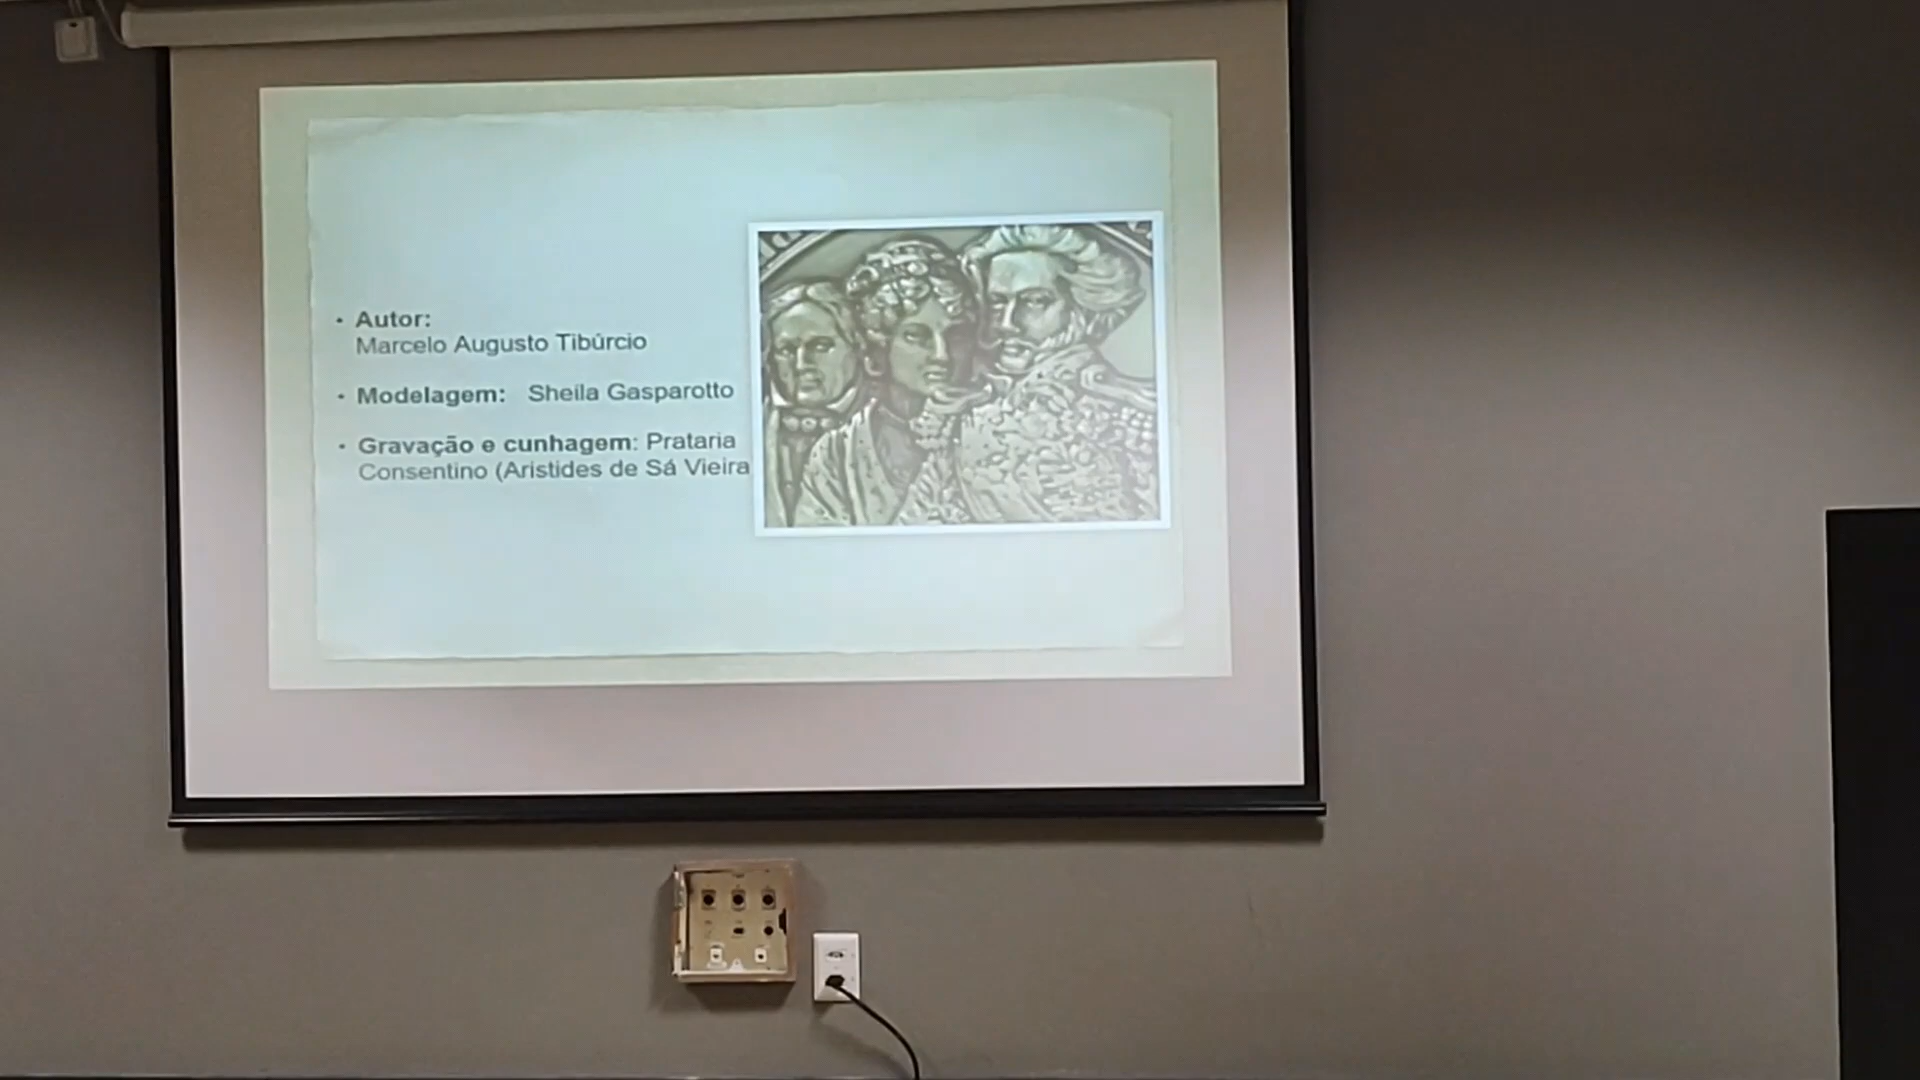 • Autor:
Marcelo Augusto Tibúrcio
• Modelagem: Sheila Gasparotto
• Gravação e cunhagem: Prataria
Consentino (Aristides de Sá Vieira